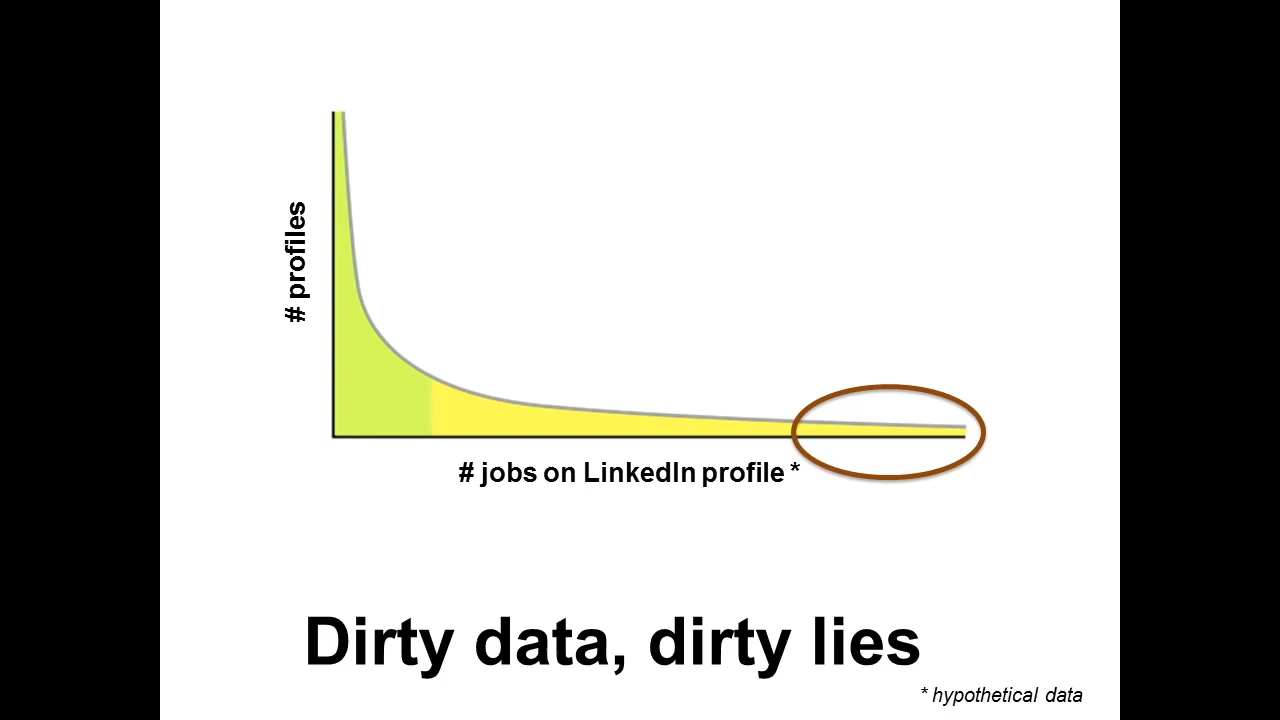 # profiles
# jobs on LinkedIn profile *
Dirty data, dirty lies
* hypothetical data